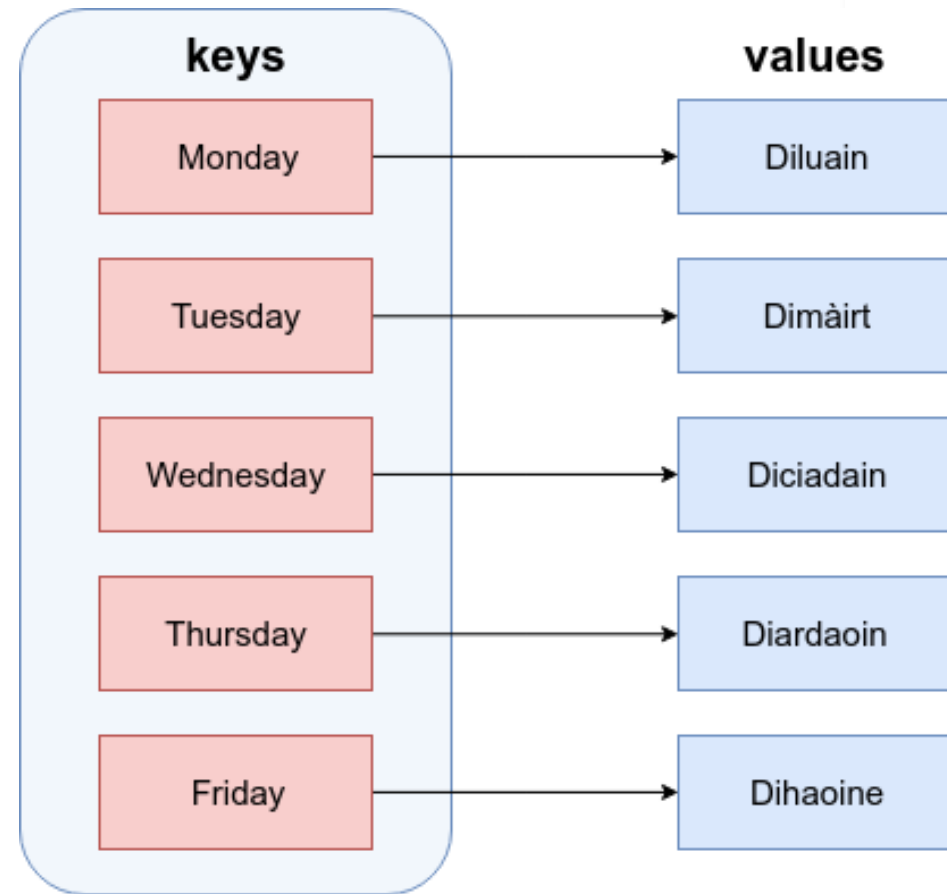 keys values
Monday Diluain
Tuesday Dimàirt
Wednesday Diciadain
Thursday Diardaoin
Friday Dihaoine